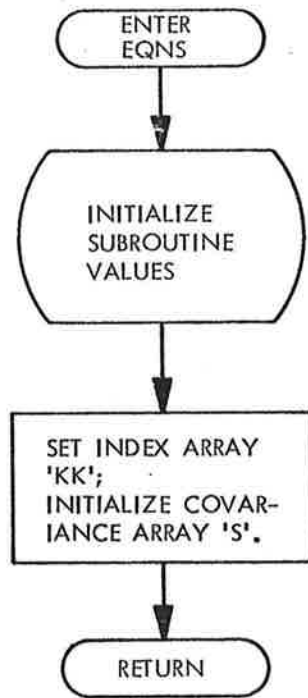 ENTER
EQNS
INITIALIZE
SUBROUTINE
VALUES
SET INDEX ARRAY
'KK';
INITIALIZE COVAR-
IANCE ARRAY 'S'.
RETURN